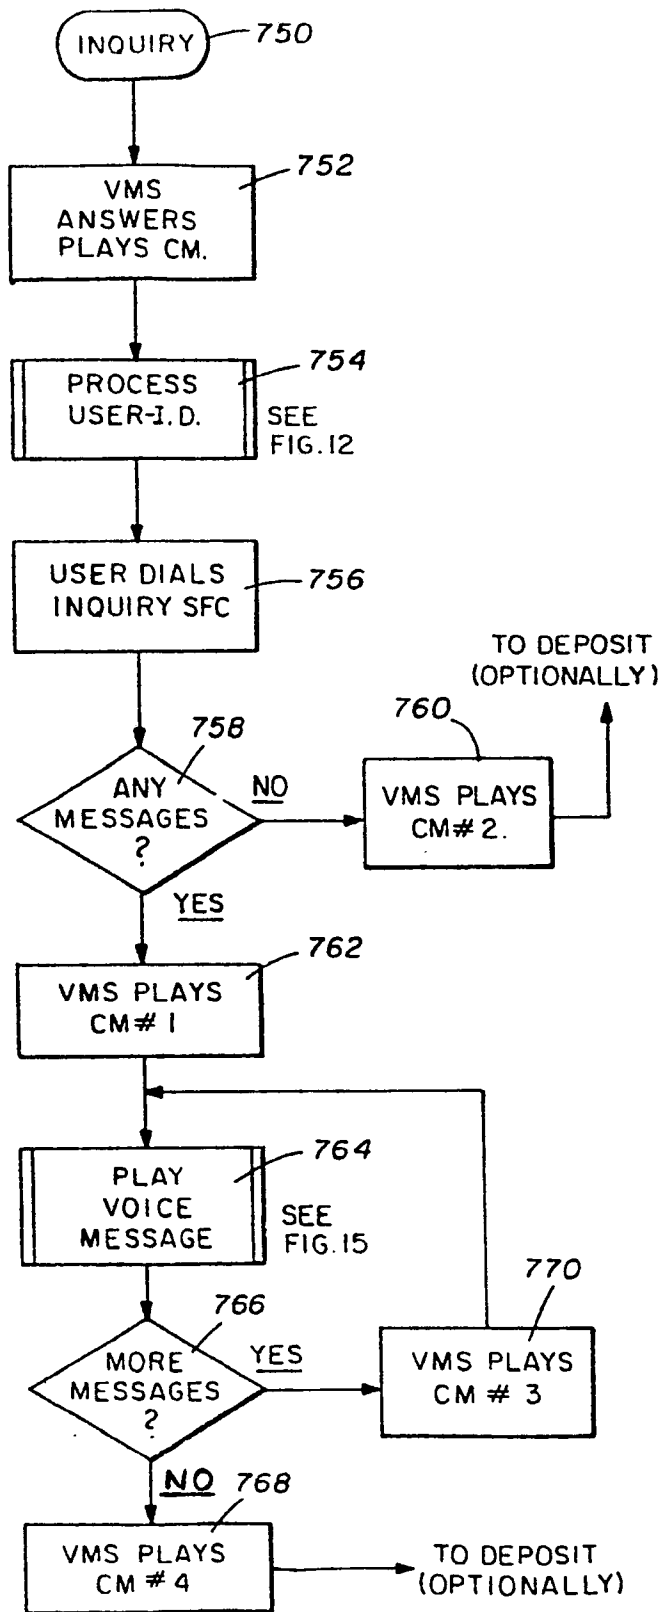 INQUIRY
750
752
VMS
ANSWERS
PLAYS CM.
754
PROCESS
USER-I.D.
SEE
FIG.12
USER DIALS
INQUIRY SFC
756
TO DEPOSIT
(OPTIONALLY)
758
760
ANY
MESSAGES
?
NO
VMS PLAYS
CM#2.
YES
762
VMS PLAYS
CM# 1
764
PLAY
VOICE
MESSAGE
SEE
FIG.15
766
770
MORE
MESSAGES
?
YES
VMS PLAYS
CM # 3
NO
768
VMS PLAYS
CM #4
TO DEPOSIT
(OPTIONALLY)